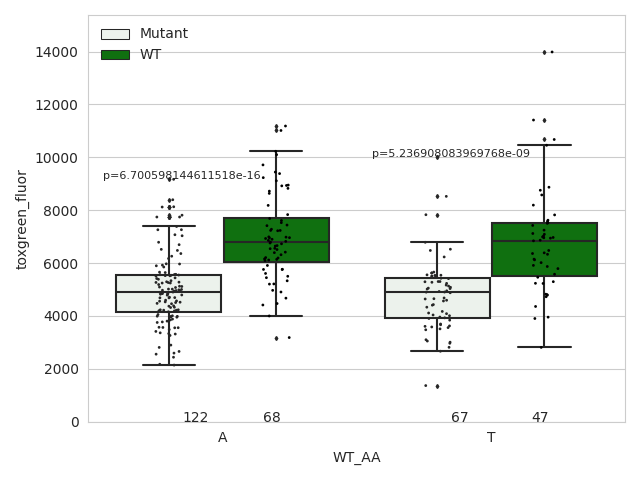 Mutant
WT
14000
12000
10000
8000
6000
4000
2000
0
toxgreen_fluor
p=6.700598144611518e-16
p=5.236908083969768e-09
122 68 67 47
A T
WT_AA